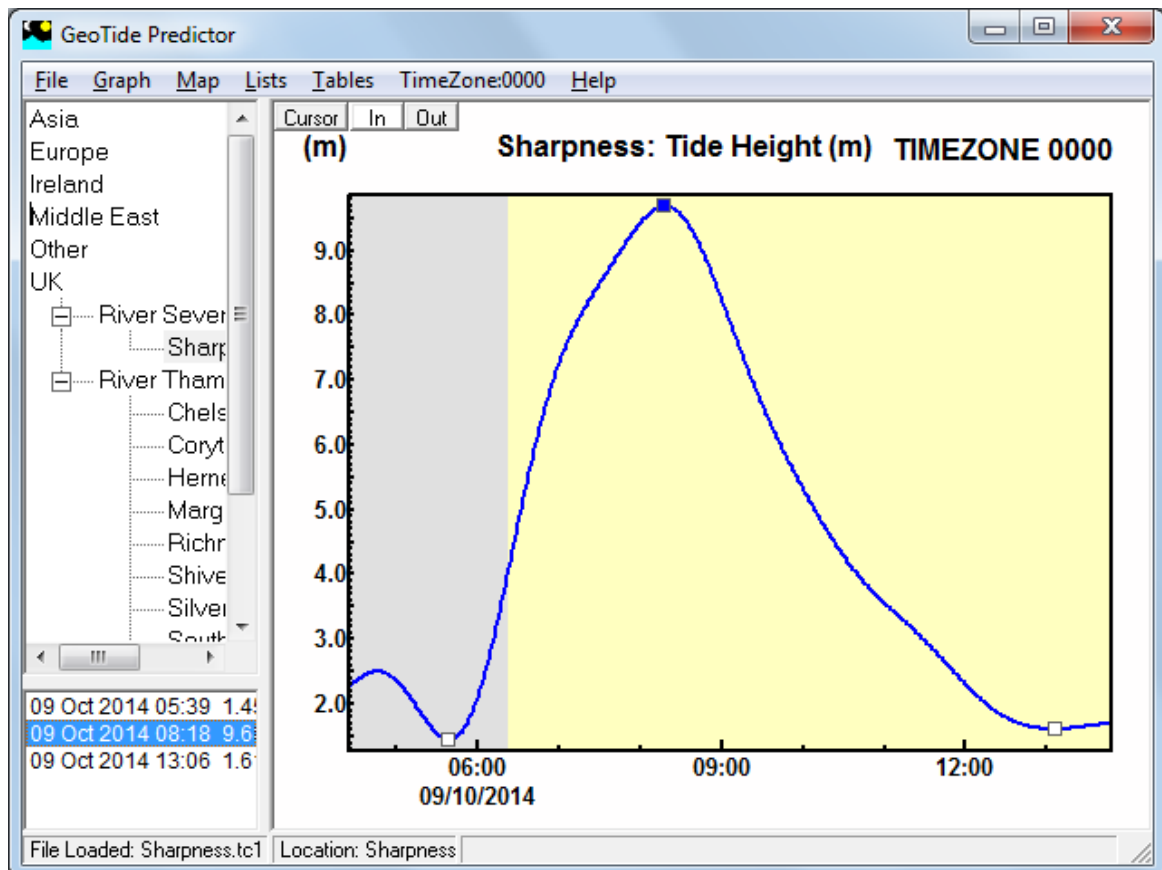 GeoTide Predictor
File Graph Map Lists Tables TimeZone:0000 Help
Asia
Europe
Ireland
Middle East
Other
UK
River Sever
Sharp
River Tham
Chels
Coryt
Herne
Marg
Richr
Shive
Silver
South
09 Oct 2014 05:39 1.45
09 Oct 2014 08:18 9.6
09 Oct 2014 13:06 1.61
Cursor In Out
(m) Sharpness: Tide Height (m) TIMEZONE 0000
9.0
8.0
7.0
6.0
5.0
4.0
3.0
2.0
06:00 09:00 12:00
09/10/2014
File Loaded: Sharpness.tc1 Location: Sharpness